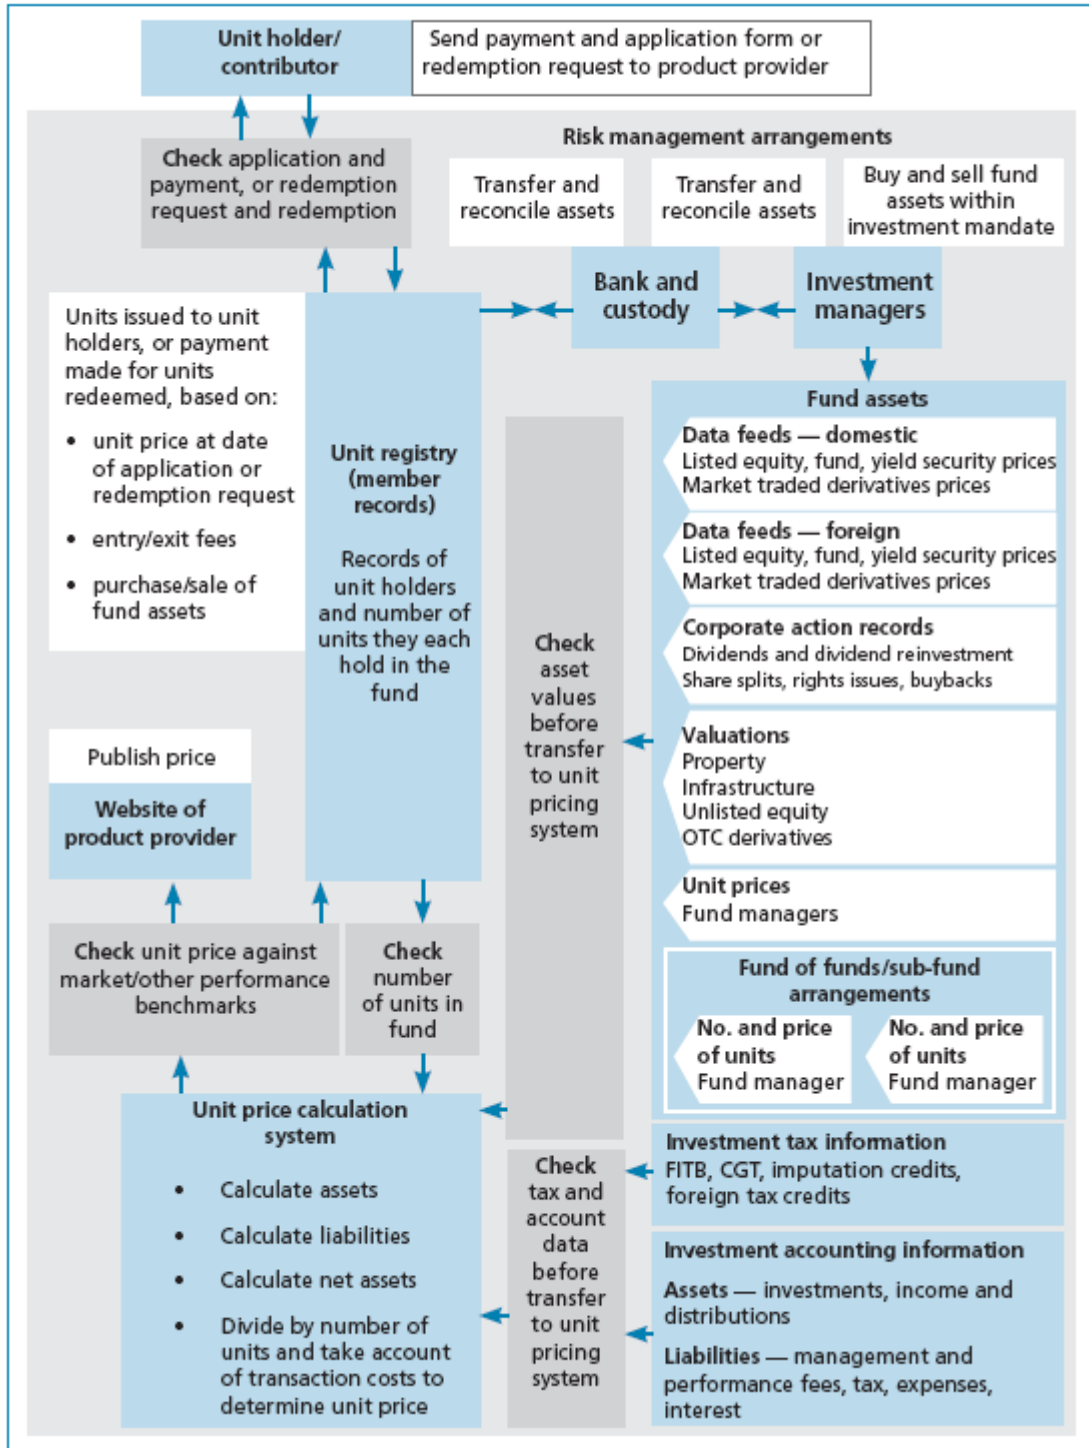 Unit holder/
contributor
Send payment and application form or
redemption request to product provider
Risk management arrangements
Check application and
payment, or redemption
request and redemption
Transfer and
reconcile assets
Transfer and
reconcile assets
Buy and sell fund
assets within
investment mandate
Bank and
custody
Investment
managers
Units issued to unit
holders, or payment
made for units
redeemed, based on:
• unit price at date
of application or
redemption request
• entry/exit fees
• purchase/sale of
fund assets
Unit registry
(member
records)
Records of
unit holders
and number of
units they each
hold in the
fund
Check
asset
values
before
transfer
to unit
pricing
system
Fund assets
Data feeds — domestic
Listed equity, fund, yield security prices
Market traded derivatives prices
Data feeds — foreign
Listed equity, fund, yield security prices
Market traded derivatives prices
Corporate action records
Dividends and dividend reinvestment
Share splits, rights issues, buybacks
Valuations
Property
Infrastructure
Unlisted equity
OTC derivatives
Unit prices
Fund managers
Fund of funds/sub-fund
arrangements
No. and price
of units
Fund manager
No. and price
of units
Fund manager
Publish price
Website of
product provider
Check unit price against
market/other performance
benchmarks
Check
number
of units in
fund
Unit price calculation
system
• Calculate assets
• Calculate liabilities
• Calculate net assets
• Divide by number of
units and take account
of transaction costs to
determine unit price
Check
tax and
account
data
before
transfer
to unit
pricing
system
Investment tax information
FITB, CGT, imputation credits,
foreign tax credits
Investment accounting information
Assets — investments, income and
distributions
Liabilities — management and
performance fees, tax, expenses,
interest